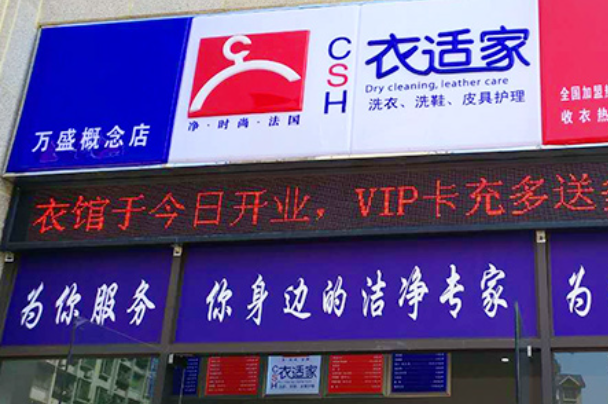 万盛概念店
净·时尚·法国
CSH
衣适家
Dry cleaning, leather care
洗衣、洗鞋、皮具护理
全国加盟
收衣热
衣馆于今日开业，VIP卡充多送
为你服务
你身边的洁净专家
为
CSH
衣适家